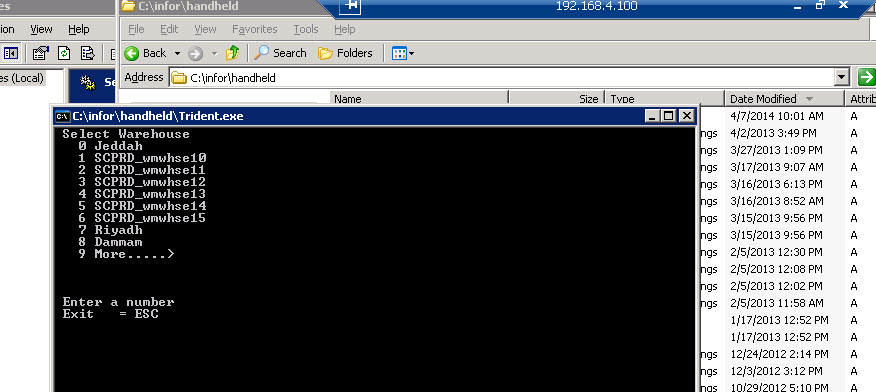 es
C:\infor\handheld
192.168.4.100
ion View Help
File Edit View Favorites Tools Help
Back Search Folders
es (Local)
Se
Address C:\infor\handheld
Name Size Type Date Modified Attrib
C:\infor\handheld\Trident.exe
Select Warehouse
0 Jeddah
1 SCPRD_wmwhse10
2 SCPRD_wmwhse11
3 SCPRD_wmwhse12
4 SCPRD_wmwhse13
5 SCPRD_wmwhse14
6 SCPRD_wmwhse15
7 Riyadh
8 Dammam
9 More.....>
Enter a number
Exit = ESC
4/7/2014 10:01 AM A
ngs 4/2/2013 3:49 PM A
ngs 3/27/2013 1:09 PM A
ngs 3/17/2013 9:07 AM A
ngs 3/16/2013 6:13 PM A
ngs 3/16/2013 8:52 AM A
ngs 3/15/2013 9:56 PM A
ngs 3/15/2013 9:56 PM A
ngs 2/5/2013 12:30 PM A
ngs 2/5/2013 12:08 PM A
ngs 2/5/2013 12:02 PM A
ngs 2/5/2013 11:58 AM A
1/17/2013 12:52 PM A
1/17/2013 12:52 PM A
ngs 12/24/2012 2:14 PM A
ngs 12/3/2012 3:12 PM A
ngs 10/29/2012 5:10 PM A